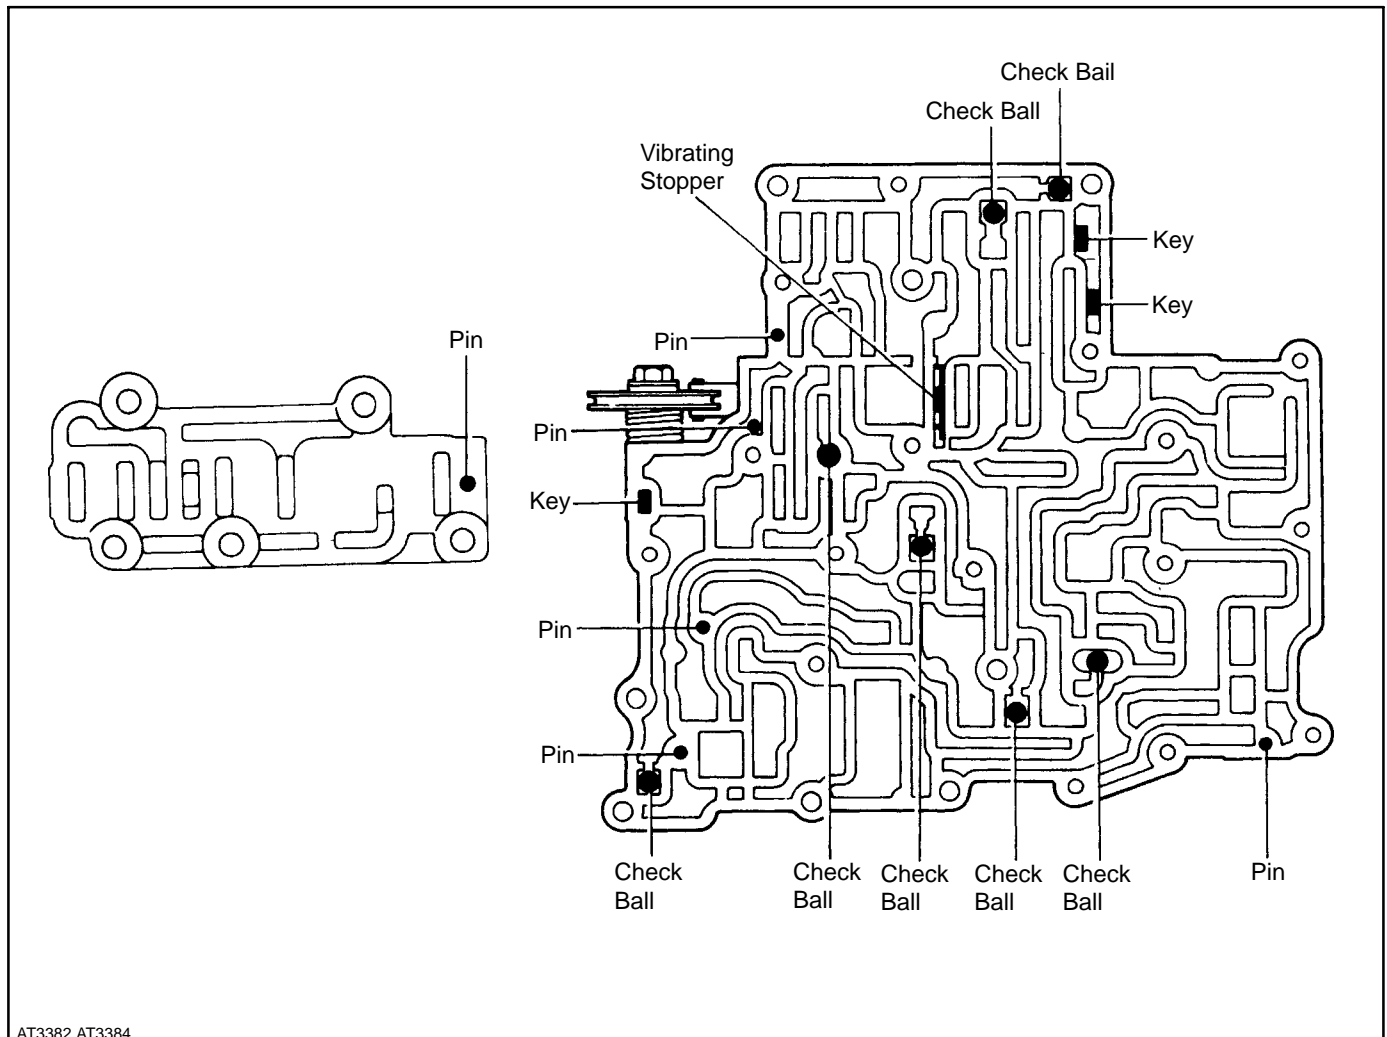 Check Bail
Check Ball
Vibrating
Stopper
Key
Key
Pin
Pin
Pin
Key
Pin
Pin
Check
Ball
Check
Ball
Check
Ball
Check
Ball
Check
Ball
Pin
AT3382 AT3384